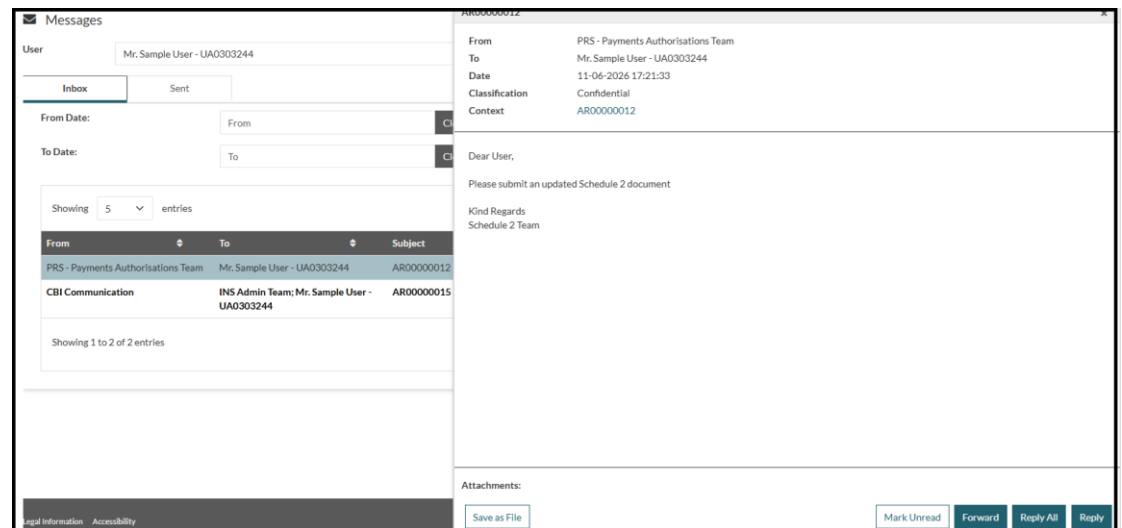 Messages
User
Mr. Sample User - UA0303244
Inbox
Sent
From Date:
From
To Date:
To
Showing 5 entries
From To Subject
PRS - Payments Authorisations Team Mr. Sample User - UA0303244 AR00000012
CBI Communication INS Admin Team; Mr. Sample User - AR00000015
UA0303244
Showing 1 to 2 of 2 entries
Legal Information Accessibility
AR00000012 x
From PRS - Payments Authorisations Team
To Mr. Sample User - UA0303244
Date 11-06-2026 17:21:33
Classification Confidential
Context AR00000012
Dear User,
Please submit an updated Schedule 2 document
Kind Regards
Schedule 2 Team
Attachments:
Save as File Mark Unread Forward Reply All Reply